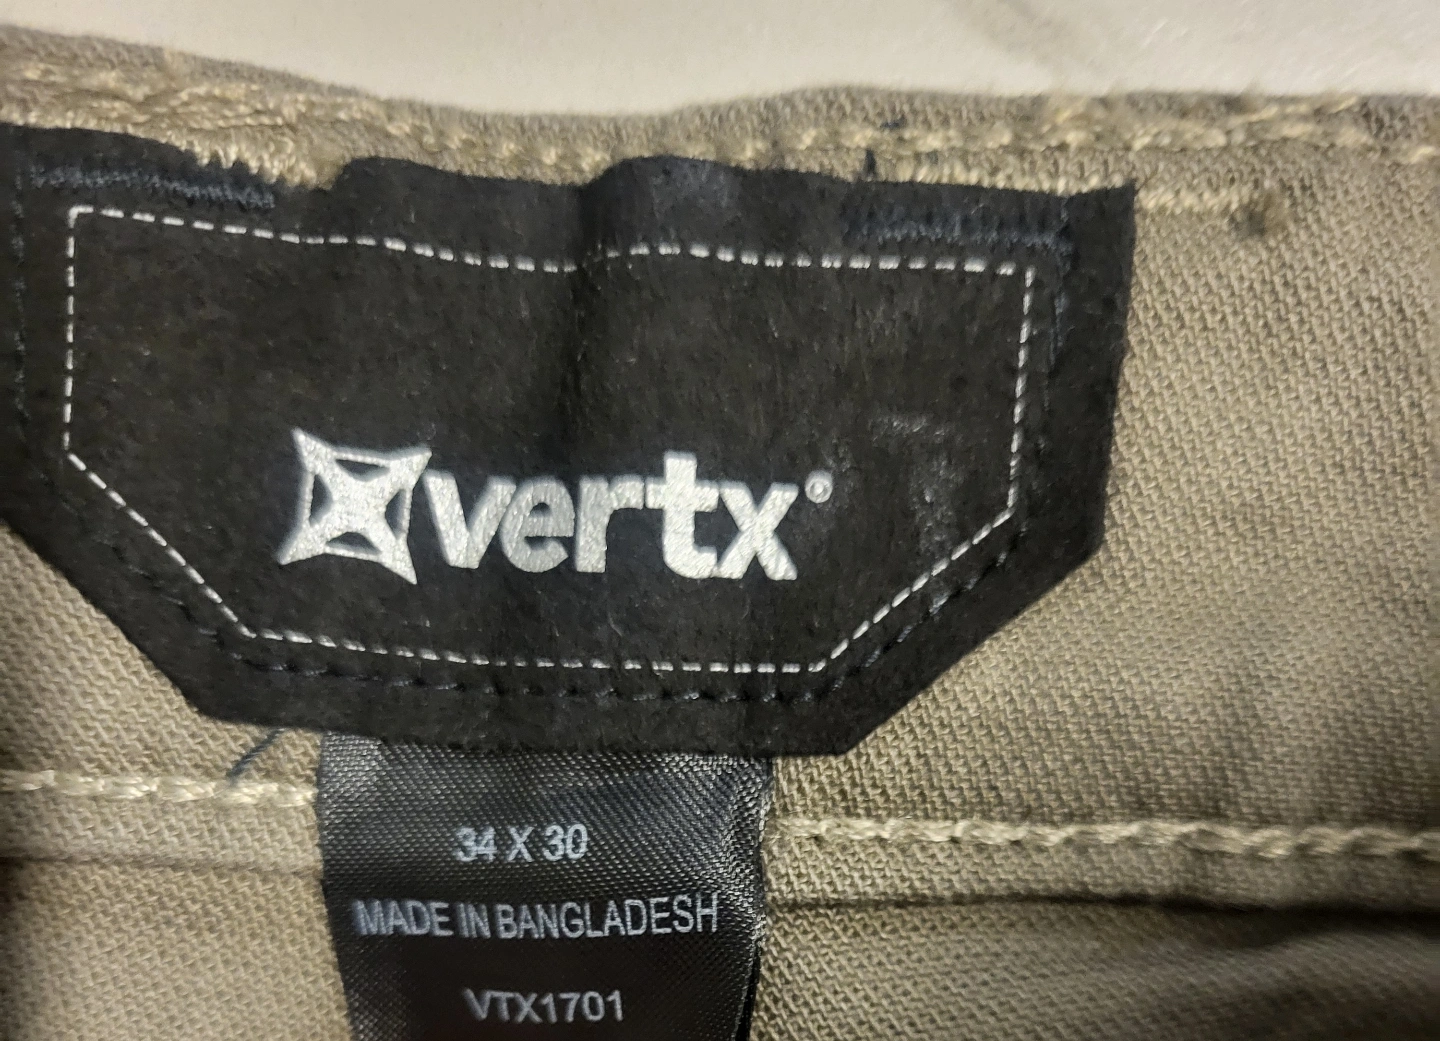 vertx®
34 X 30
MADE IN BANGLADESH
VTX1701